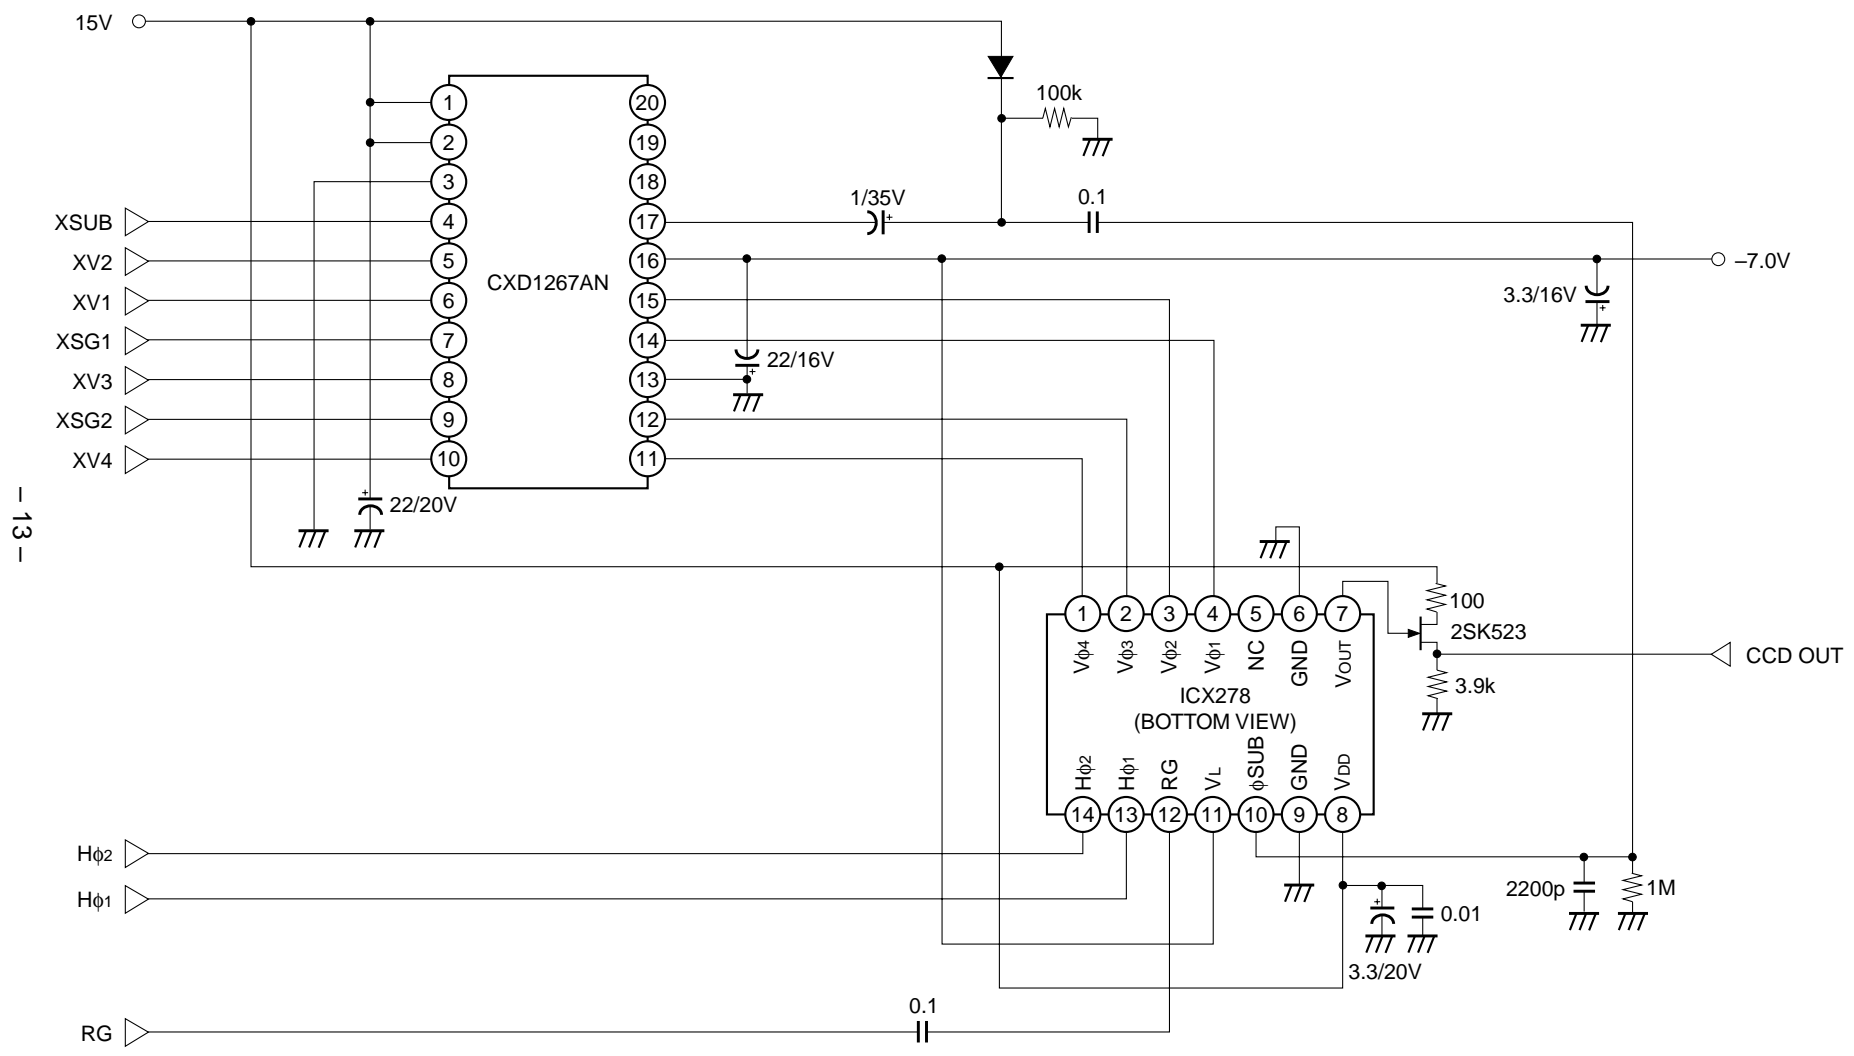 15V
1
20
100k
2
19
3
18
1/35V
0.1
XSUB
4
17
XV2
5
16
–7.0V
CXD1267AN
3.3/16V
XV1
6
15
XSG1
7
14
22/16V
XV3
8
13
XSG2
9
12
XV4
10
11
22/20V
– 13 –
1
2
3
4
5
6
7
100
2SK523
Vϕ4
Vϕ3
Vϕ2
Vϕ1
NC
GND
VOUT
CCD OUT
3.9k
ICX278
(BOTTOM VIEW)
Hϕ2
Hϕ1
RG
VL
ϕSUB
GND
VDD
14
13
12
11
10
9
8
Hϕ2
2200p
1M
Hϕ1
0.01
3.3/20V
0.1
RG